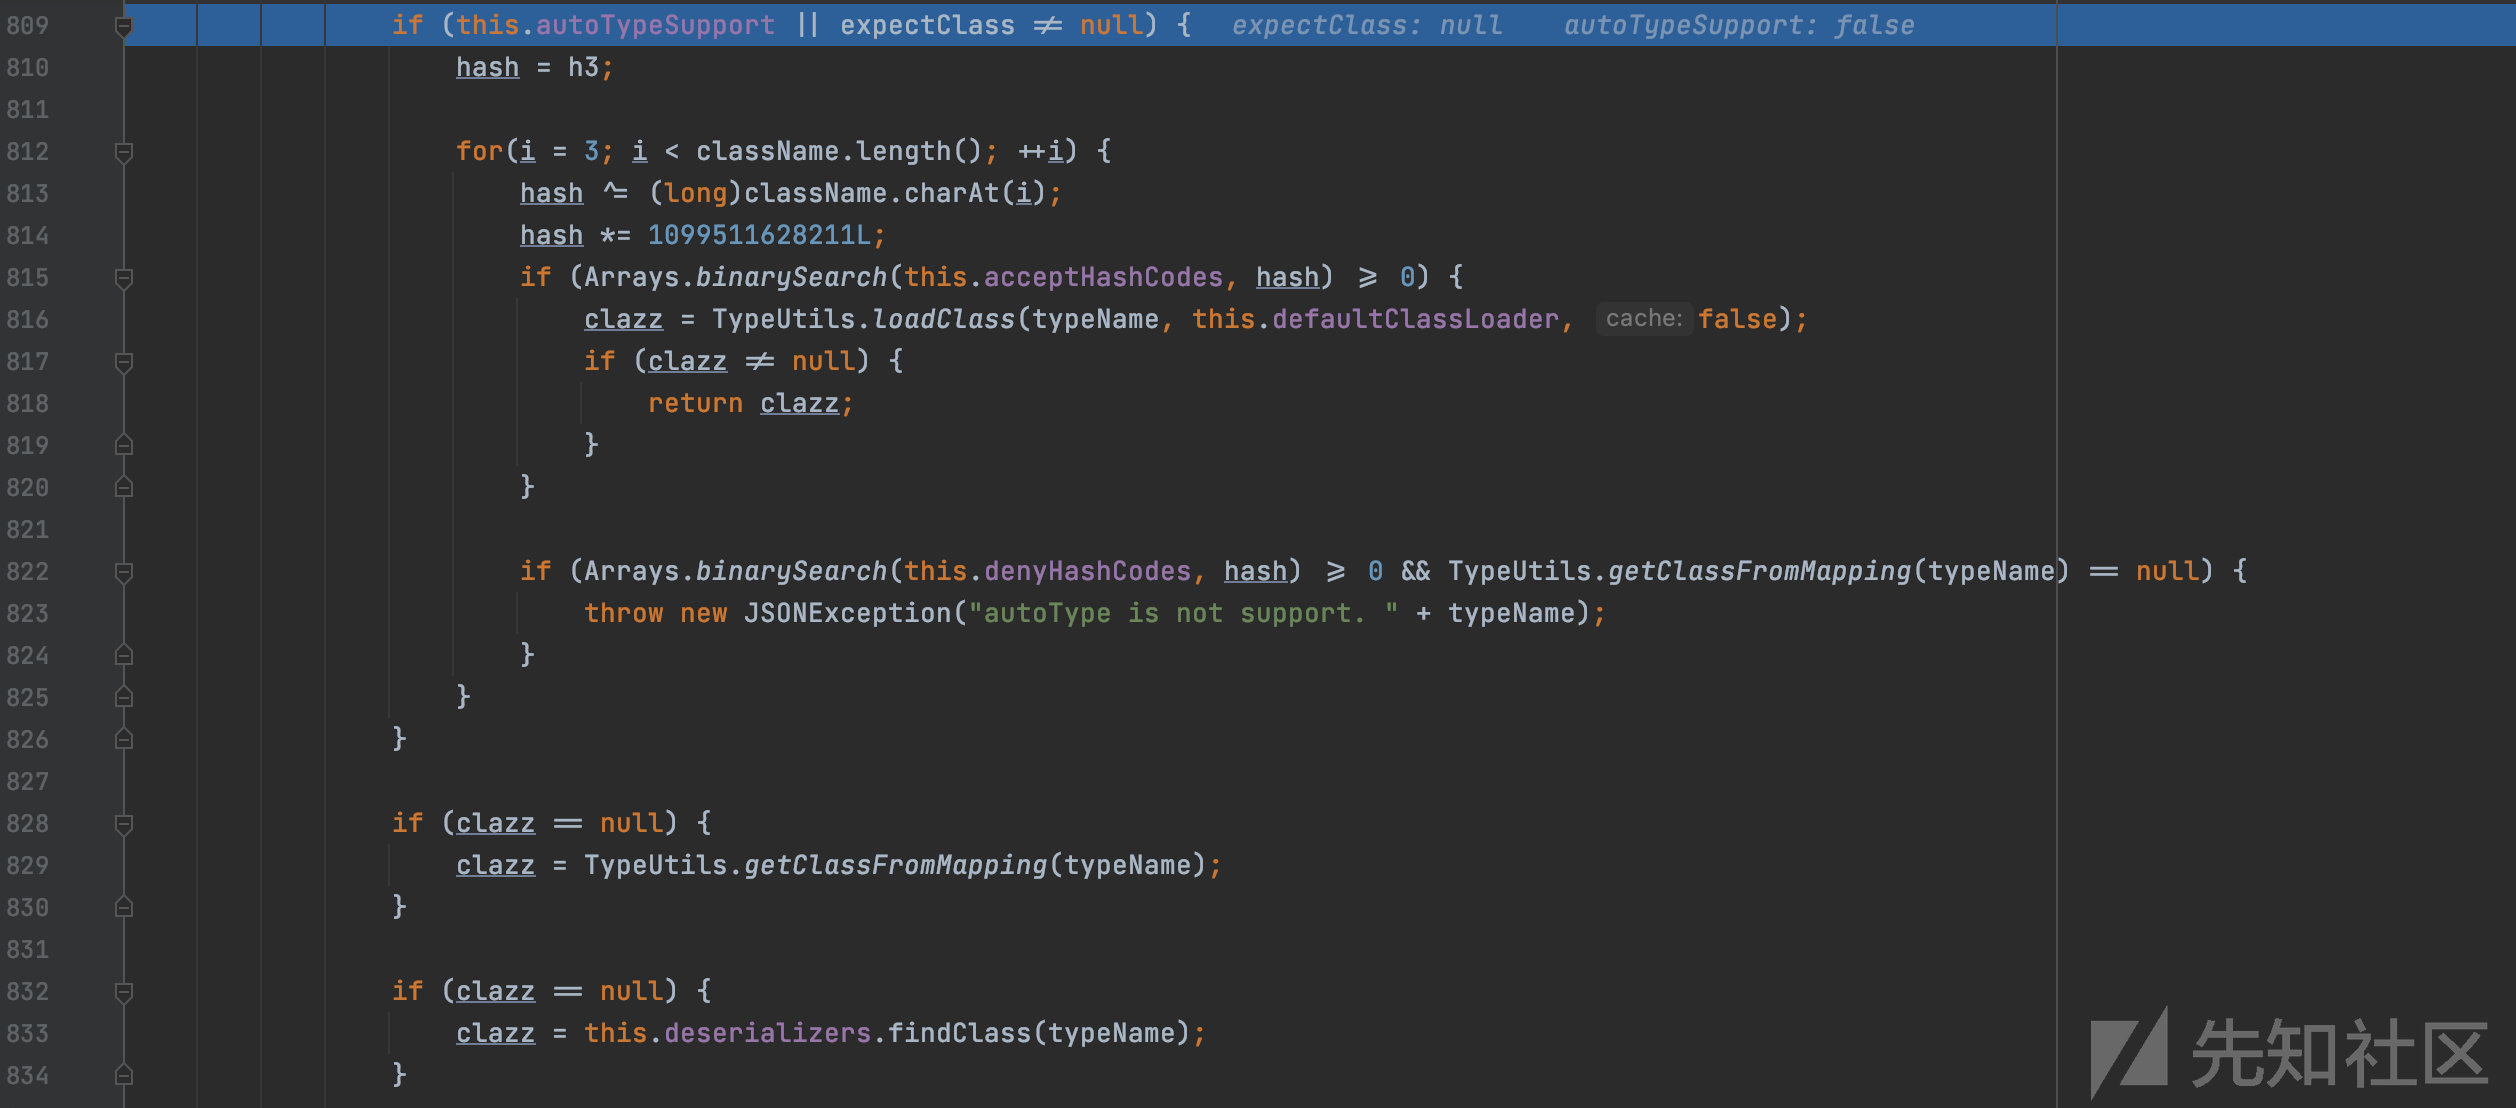 809 if (this.autoTypeSupport || expectClass != null) { expectClass: null autoTypeSupport: false
810 hash = h3;
811
812 for(i = 3; i < className.length(); ++i) {
813 hash ^= (long)className.charAt(i);
814 hash *= 1099511628211L;
815 if (Arrays.binarySearch(this.acceptHashCodes, hash) >= 0) {
816 clazz = TypeUtils.loadClass(typeName, this.defaultClassLoader, cache: false);
817 if (clazz != null) {
818 return clazz;
819 }
820 }
821
822 if (Arrays.binarySearch(this.denyHashCodes, hash) >= 0 && TypeUtils.getClassFromMapping(typeName) == null) {
823 throw new JSONException("autoType is not support. " + typeName);
824 }
825 }
826 }
827
828 if (clazz == null) {
829 clazz = TypeUtils.getClassFromMapping(typeName);
830 }
831
832 if (clazz == null) {
833 clazz = this.deserializers.findClass(typeName);
834 }
先知社区